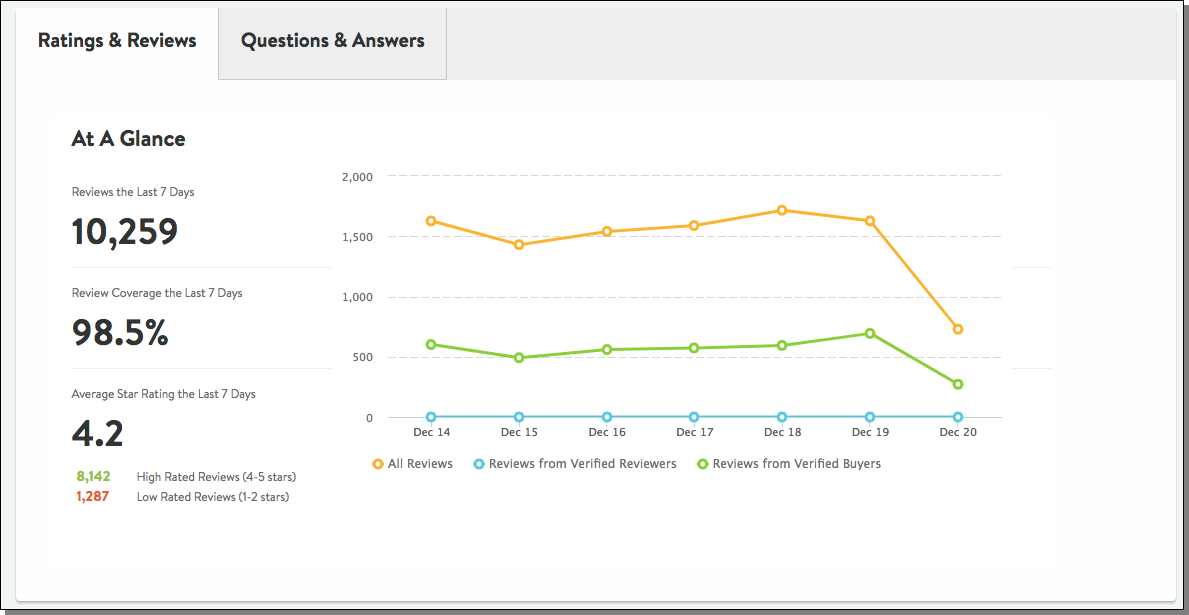 Ratings & Reviews
Questions & Answers
At A Glance
Reviews the Last 7 Days
10,259
Review Coverage the Last 7 Days
98.5%
Average Star Rating the Last 7 Days
4.2
8,142 High Rated Reviews (4-5 stars)
1,287 Low Rated Reviews (1-2 stars)
2,000
1,500
1,000
500
0
Dec 14 Dec 15 Dec 16 Dec 17 Dec 18 Dec 19 Dec 20
All Reviews Reviews from Verified Reviewers Reviews from Verified Buyers